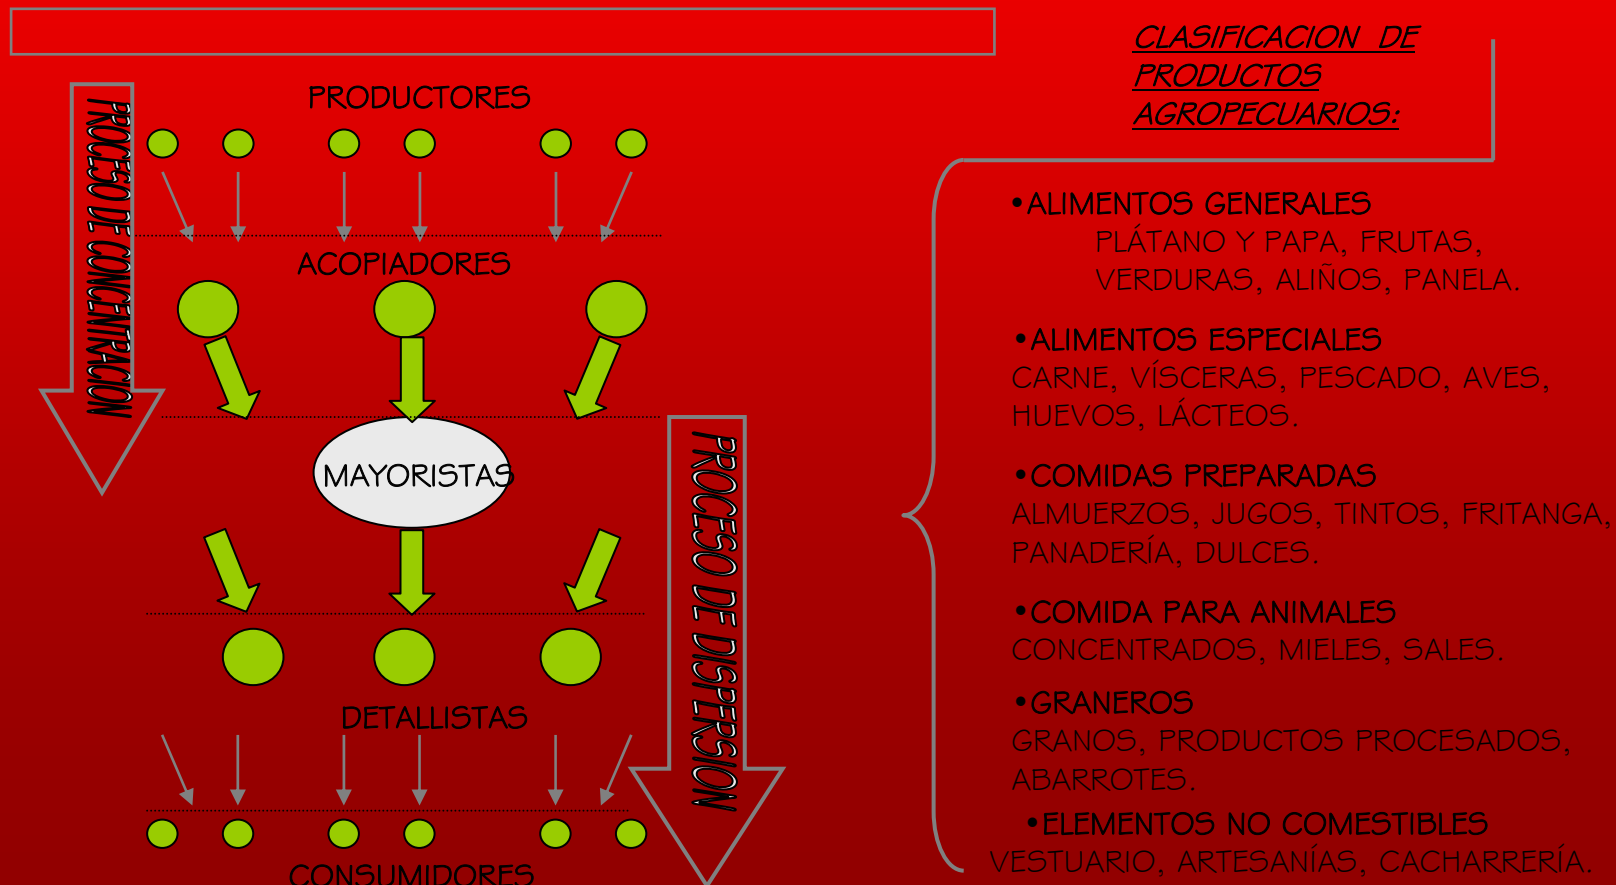 PRODUCTORES
PROCESO DE CONCENTRACION
ACOPIADORES
MAYORISTAS
PROCESO DE DISPERSION
DETALLISTAS
CONSUMIDORES
CLASIFICACION DE
PRODUCTOS
AGROPECUARIOS:
•ALIMENTOS GENERALES
PLÁTANO Y PAPA, FRUTAS,
VERDURAS, ALIÑOS, PANELA.
•ALIMENTOS ESPECIALES
CARNE, VÍSCERAS, PESCADO, AVES,
HUEVOS, LÁCTEOS.
•COMIDAS PREPARADAS
ALMUERZOS, JUGOS, TINTOS, FRITANGA,
PANADERÍA, DULCES.
•COMIDA PARA ANIMALES
CONCENTRADOS, MIELES, SALES.
•GRANEROS
GRANOS, PRODUCTOS PROCESADOS,
ABARROTES.
•ELEMENTOS NO COMESTIBLES
VESTUARIO, ARTESANÍAS, CACHARRERÍA.